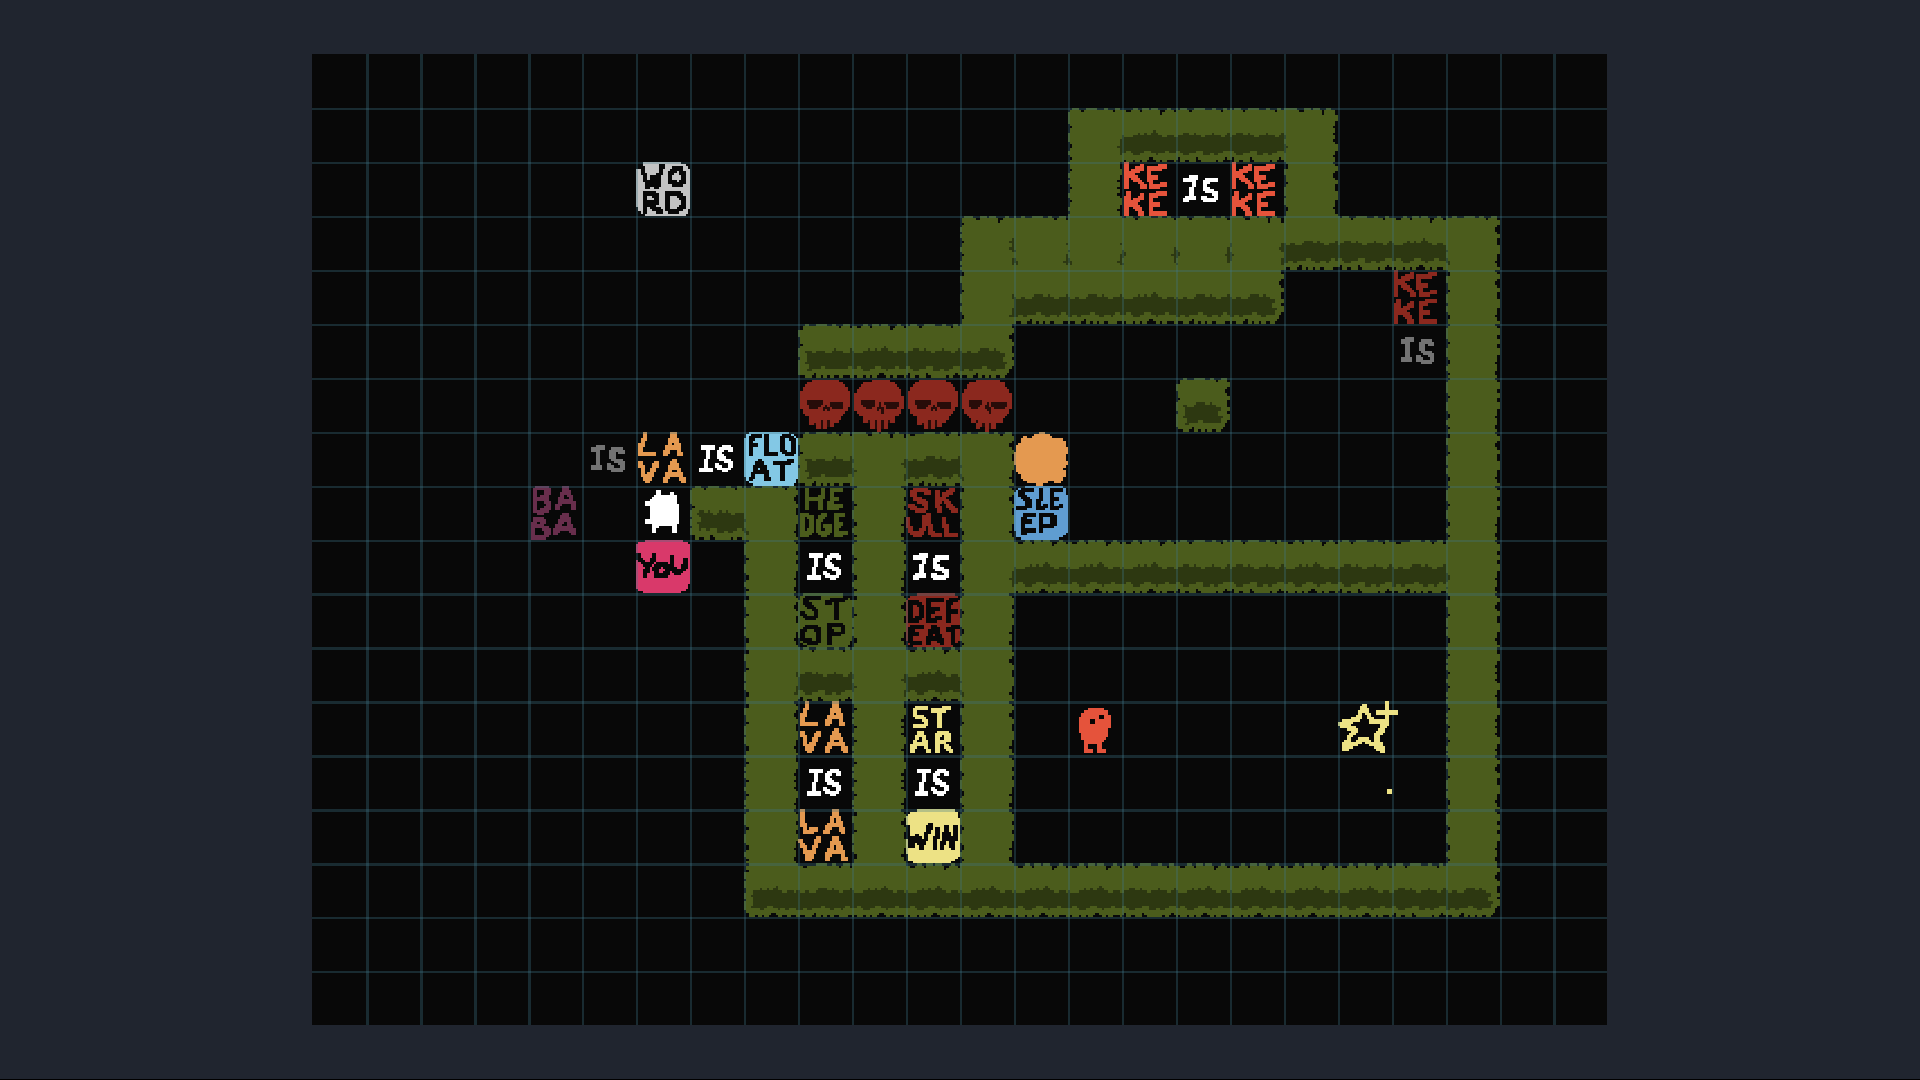 WORD
KEKE IS KEKE
KEKE
IS
IS LAVA IS FLOAT
BABA HEDGE SKULL SLEEP
YOU IS IS
STOP DEFEAT
LAVA STAR
IS IS
LAVA WIN